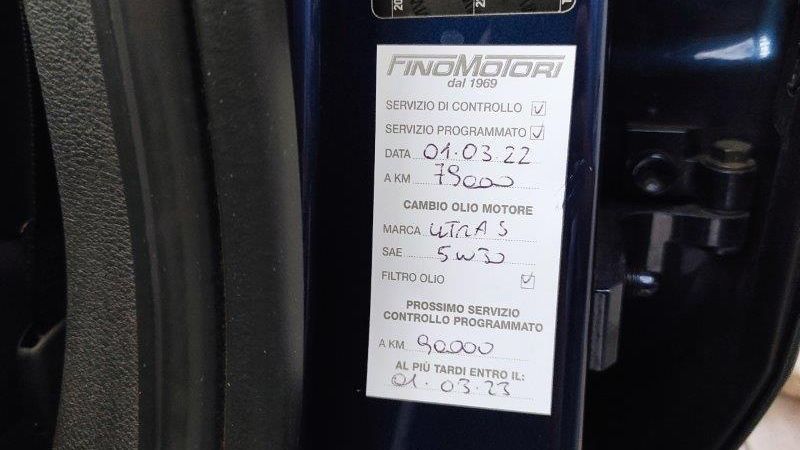 FINOMOTORI
dal 1969
SERVIZIO DI CONTROLLO
SERVIZIO PROGRAMMATO
DATA 01.03.22
A KM 79000
CAMBIO OLIO MOTORE
MARCA ULTRA S
SAE 5W30
FILTRO OLIO
PROSSIMO SERVIZIO
CONTROLLO PROGRAMMATO
A KM 90000
AL PIÙ TARDI ENTRO IL:
01.03.23